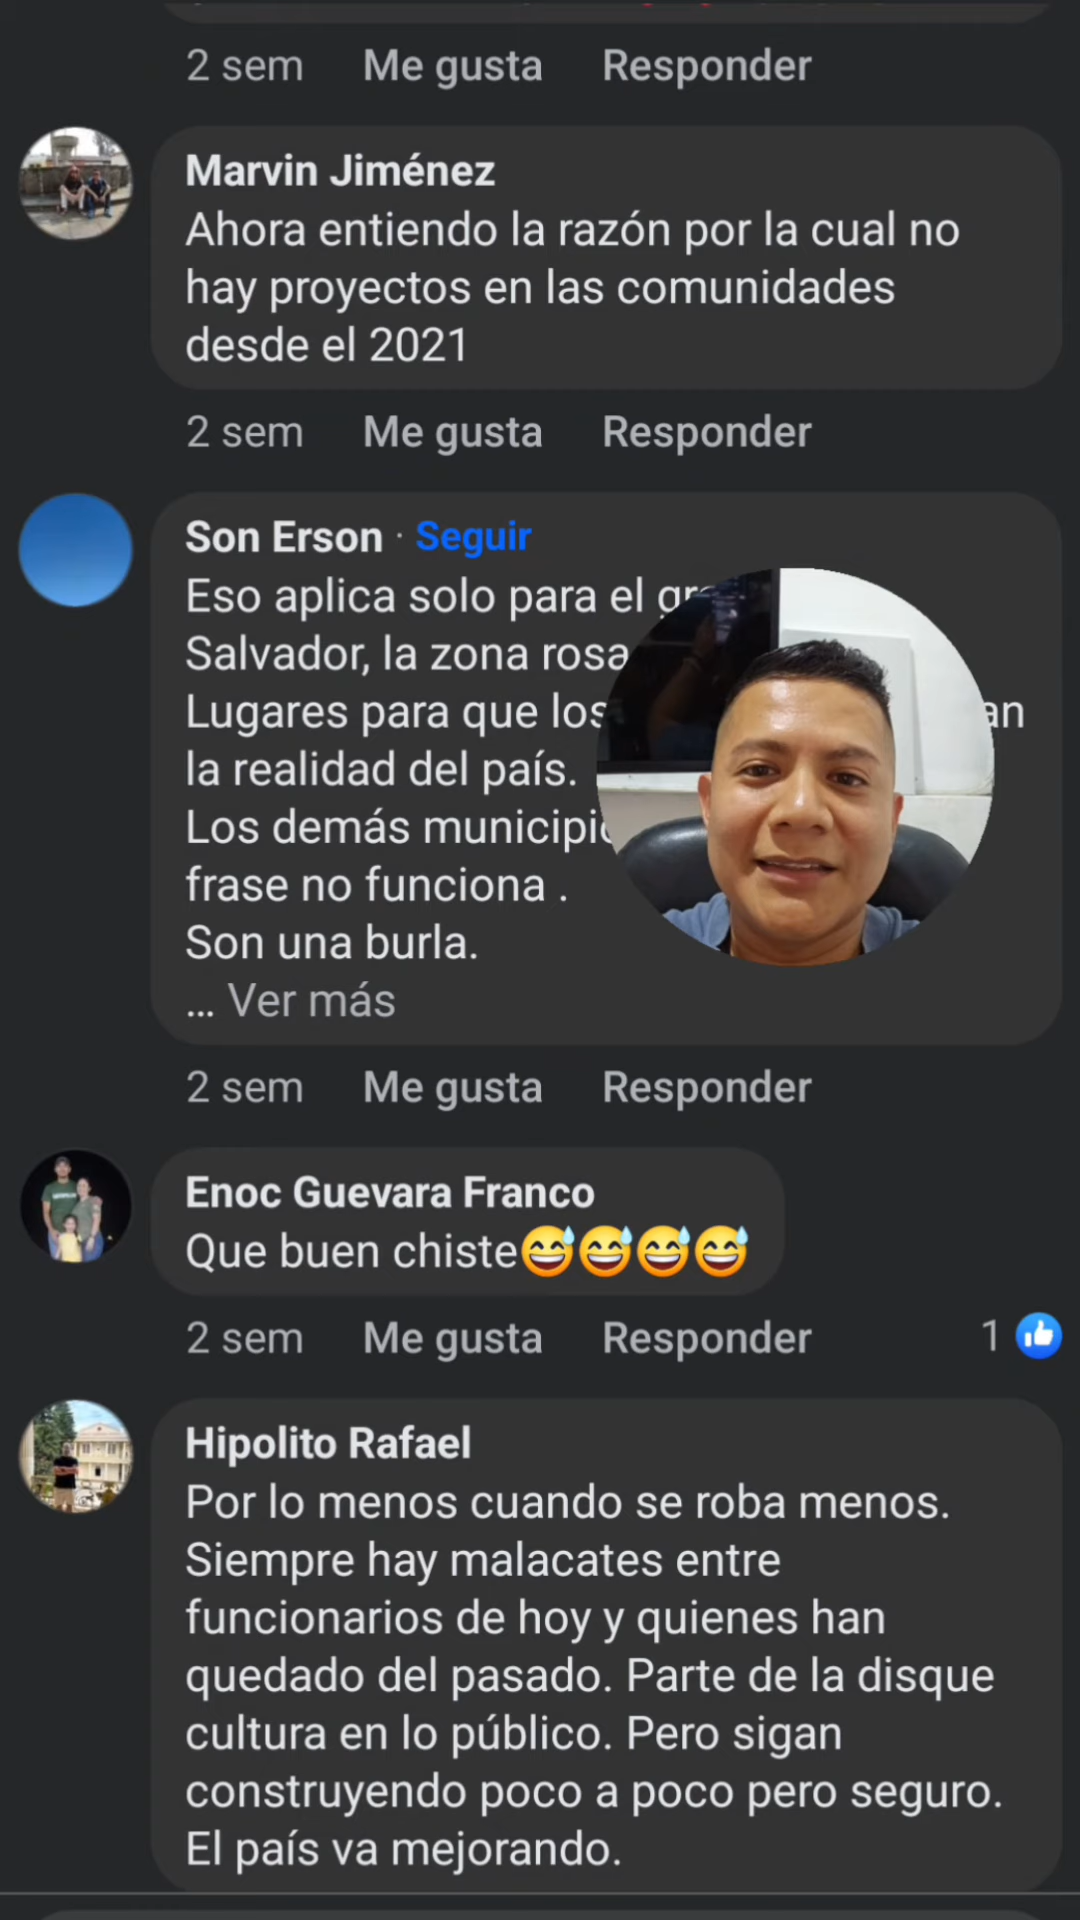 2 sem Me gusta Responder
Marvin Jiménez
Ahora entiendo la razón por la cual no
hay proyectos en las comunidades
desde el 2021
2 sem Me gusta Responder
Son Erson · Seguir
Eso aplica solo para el
Salvador, la zona rosa
Lugares para que los
la realidad del país.
Los demás
frase no funciona .
Son una burla.
... Ver más
2 sem Me gusta Responder
Enoc Guevara Franco
Que buen chiste😅😅😅😅
2 sem Me gusta Responder 1
Hipolito Rafael
Por lo menos cuando se roba menos.
Siempre hay malacates entre
funcionarios de hoy y quienes han
quedado del pasado. Parte de la disque
cultura en lo público. Pero sigan
construyendo poco a poco pero seguro.
El país va mejorando.